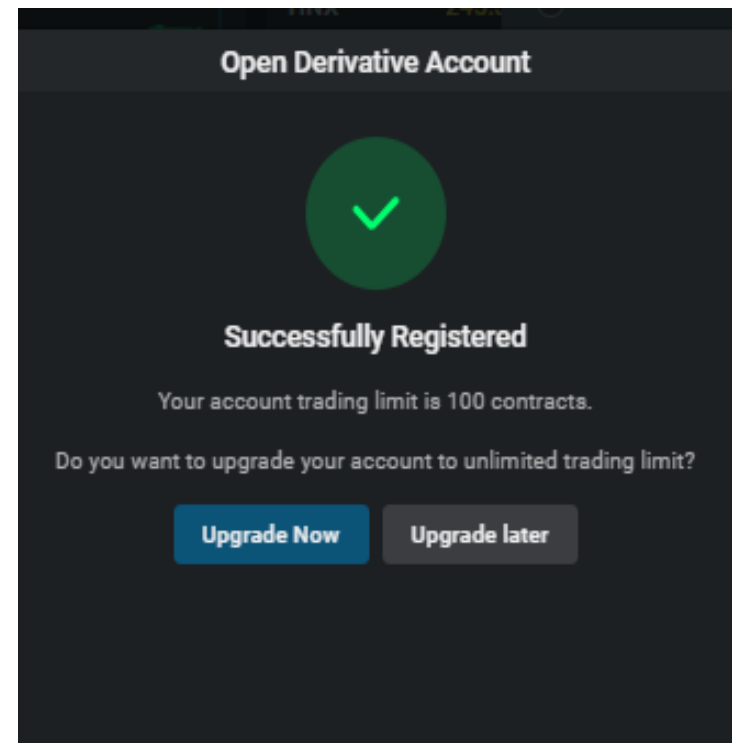 HNX
Open Derivative Account
Successfully Registered
Your account trading limit is 100 contracts.
Do you want to upgrade your account to unlimited trading limit?
Upgrade Now
Upgrade later